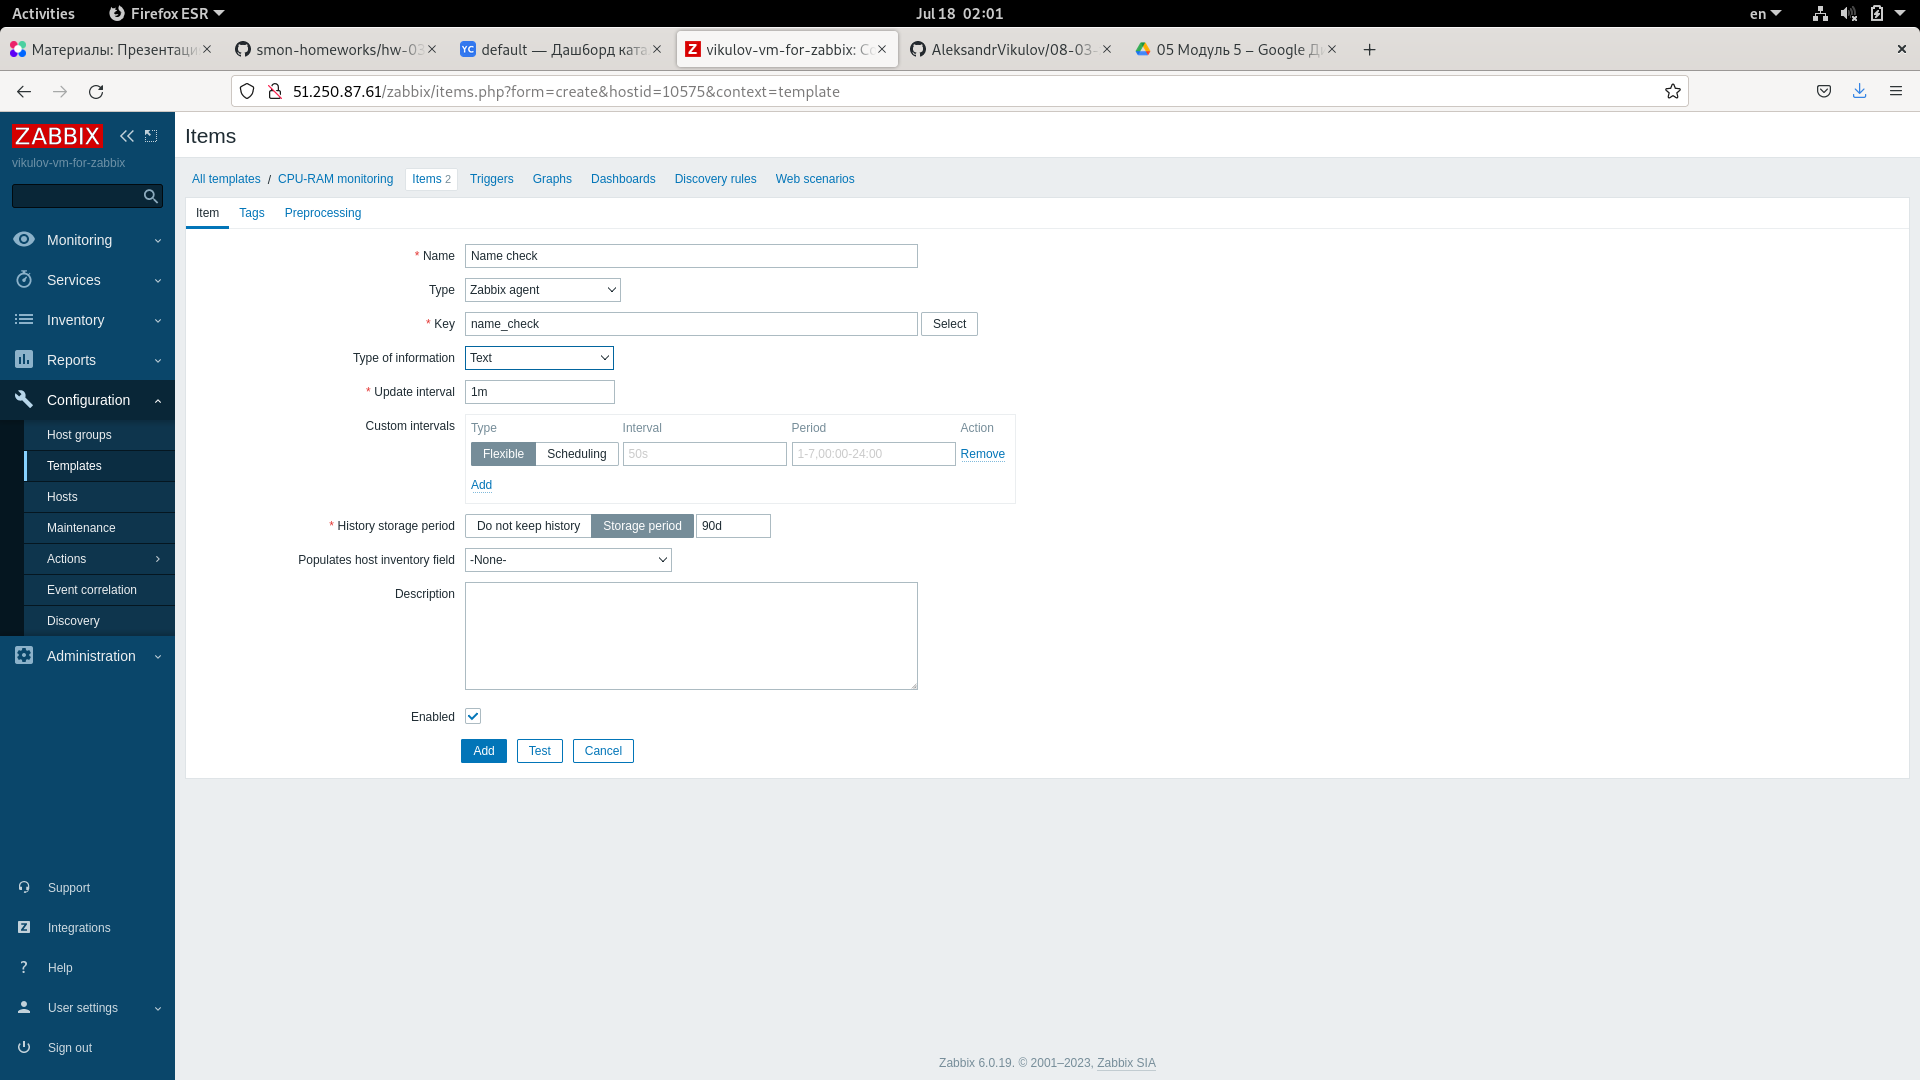 Activities
Firefox ESR
Jul 18 02:01
en
Материалы: Презентаци
smon-homeworks/hw-03
YC default — Дашборд ката
Z vikulov-vm-for-zabbix: Co
AleksandrVikulov/08-03-
05 Модуль 5 – Google Ди
51.250.87.61/zabbix/items.php?form=create&hostid=10575&context=template
ZABBIX
vikulov-vm-for-zabbix
Monitoring
Services
Inventory
Reports
Configuration
Host groups
Templates
Hosts
Maintenance
Actions
Event correlation
Discovery
Administration
Support
Z Integrations
? Help
User settings
Sign out
Items
All templates / CPU-RAM monitoring Items 2 Triggers Graphs Dashboards Discovery rules Web scenarios
Item Tags Preprocessing
* Name Name check
Type Zabbix agent
* Key name_check Select
Type of information Text
* Update interval 1m
Custom intervals Type Interval Period Action
Flexible Scheduling 50s 1-7,00:00-24:00 Remove
Add
* History storage period Do not keep history Storage period 90d
Populates host inventory field -None-
Description
Enabled
Add Test Cancel
Zabbix 6.0.19. © 2001–2023, Zabbix SIA